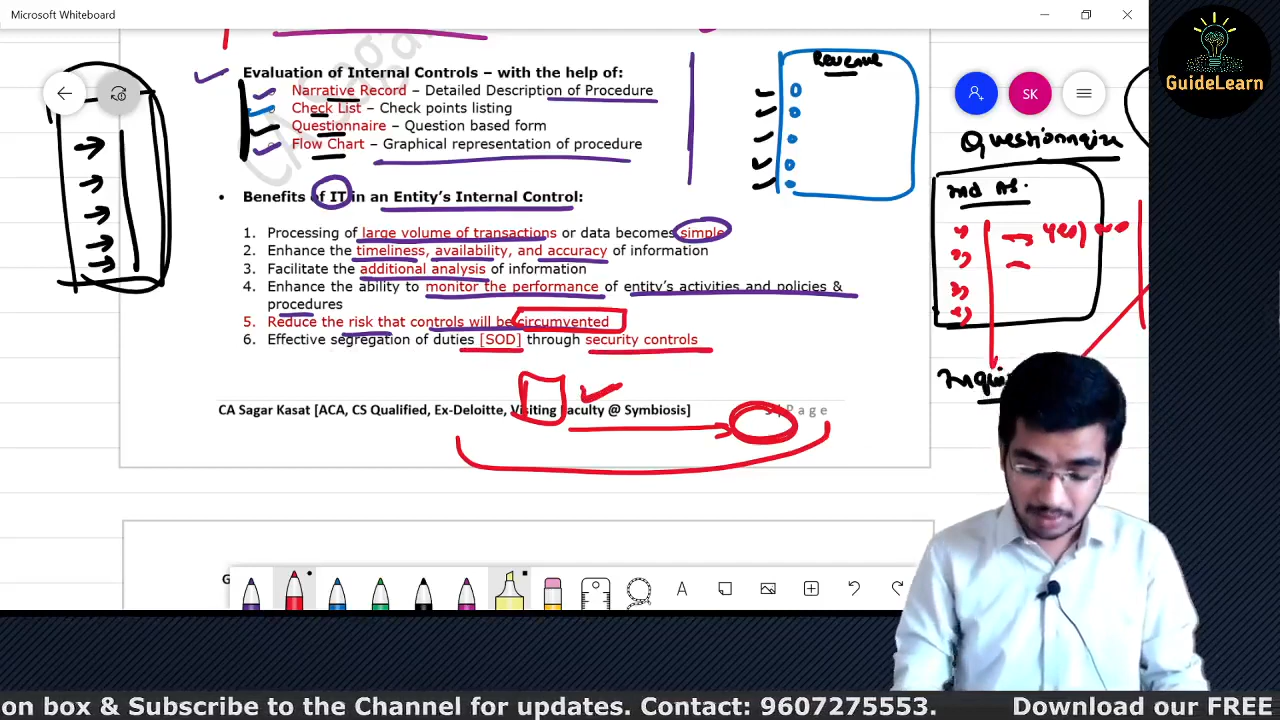 Microsoft Whiteboard
Evaluation of Internal Controls – with the help of:
Narrative Record – Detailed Description of Procedure
Check List – Check points listing
Questionnaire – Question based form
Flow Chart – Graphical representation of procedure
• Benefits of IT in an Entity's Internal Control:
1. Processing of large volume of transactions or data becomes simple
2. Enhance the timeliness, availability, and accuracy of information
3. Facilitate the additional analysis of information
4. Enhance the ability to monitor the performance of entity's activities and policies &
procedures
5. Reduce the risk that controls will be circumvented
6. Effective segregation of duties [SOD] through security controls
CA Sagar Kasat [ACA, CS Qualified, Ex-Deloitte, Visiting Faculty @ Symbiosis]
Page
Revenue
SK
GuideLearn
Questionnaire
A
on box & Subscribe to the Channel for updates. Contact: 9607275553.
Download our FREE